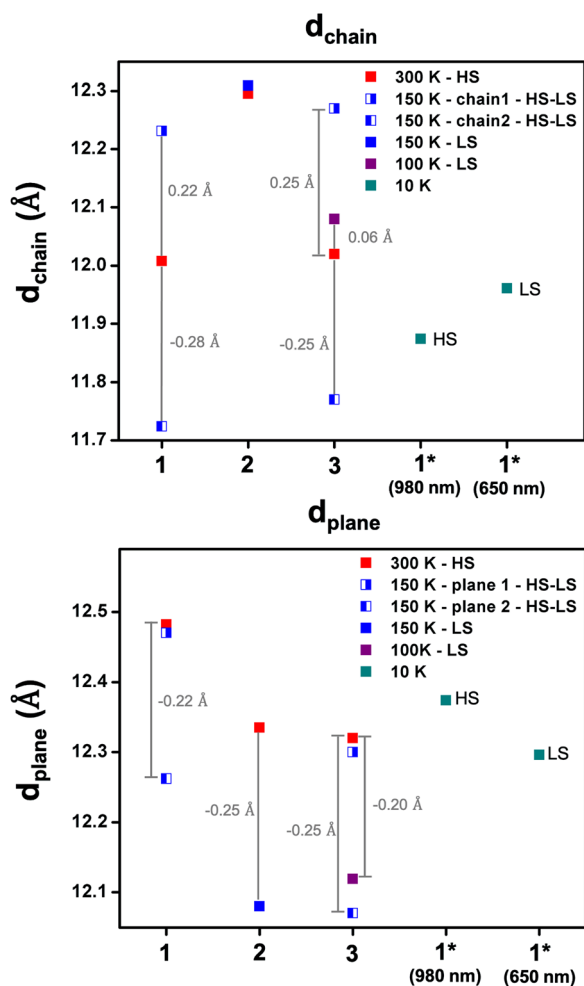 d_chain
300 K - HS
150 K - chain1 - HS-LS
150 K - chain2 - HS-LS
150 K - LS
100 K - LS
10 K
d_chain (Å)
12.3
12.2
12.1
12.0
11.9
11.8
11.7
0.22 Å
-0.28 Å
0.25 Å
0.06 Å
-0.25 Å
HS
LS
1
2
3
1*
(980 nm)
1*
(650 nm)
d_plane
300 K - HS
150 K - plane 1 - HS-LS
150 K - plane 2 - HS-LS
150 K - LS
100K - LS
10 K
d_plane (Å)
12.5
12.4
12.3
12.2
12.1
-0.22 Å
-0.25 Å
-0.25 Å
-0.20 Å
HS
LS
1
2
3
1*
(980 nm)
1*
(650 nm)